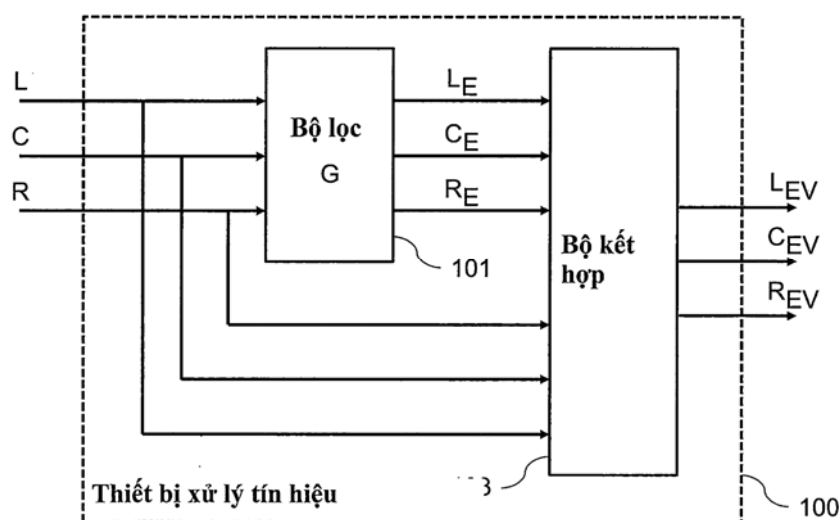 L
C
R
Bộ lọc
G
L_E
C_E
R_E
101
Bộ kết
hợp
L_EV
C_EV
R_EV
Thiết bị xử lý tín hiệu
100